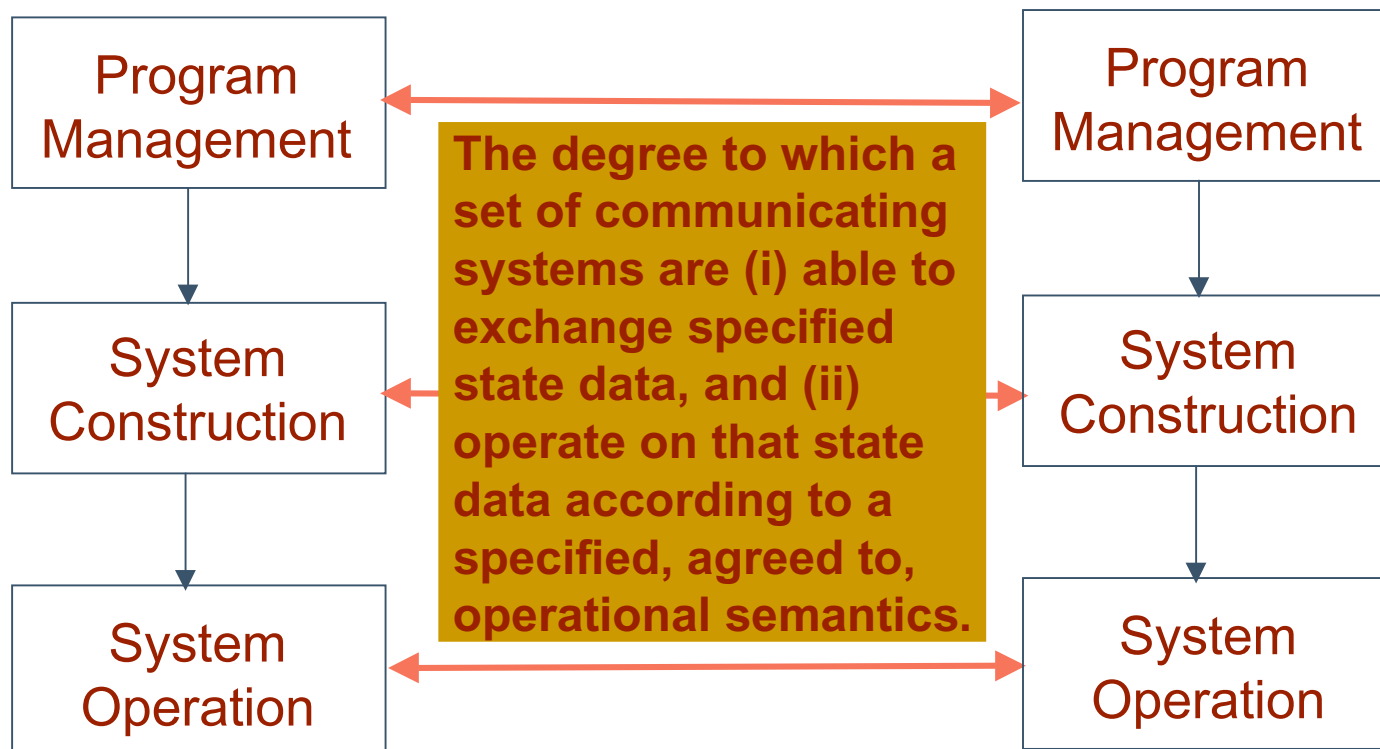 Program
Management
Program
Management
The degree to which a
set of communicating
systems are (i) able to
exchange specified
state data, and (ii)
operate on that state
data according to a
specified, agreed to,
operational semantics.
System
Construction
System
Construction
System
Operation
System
Operation